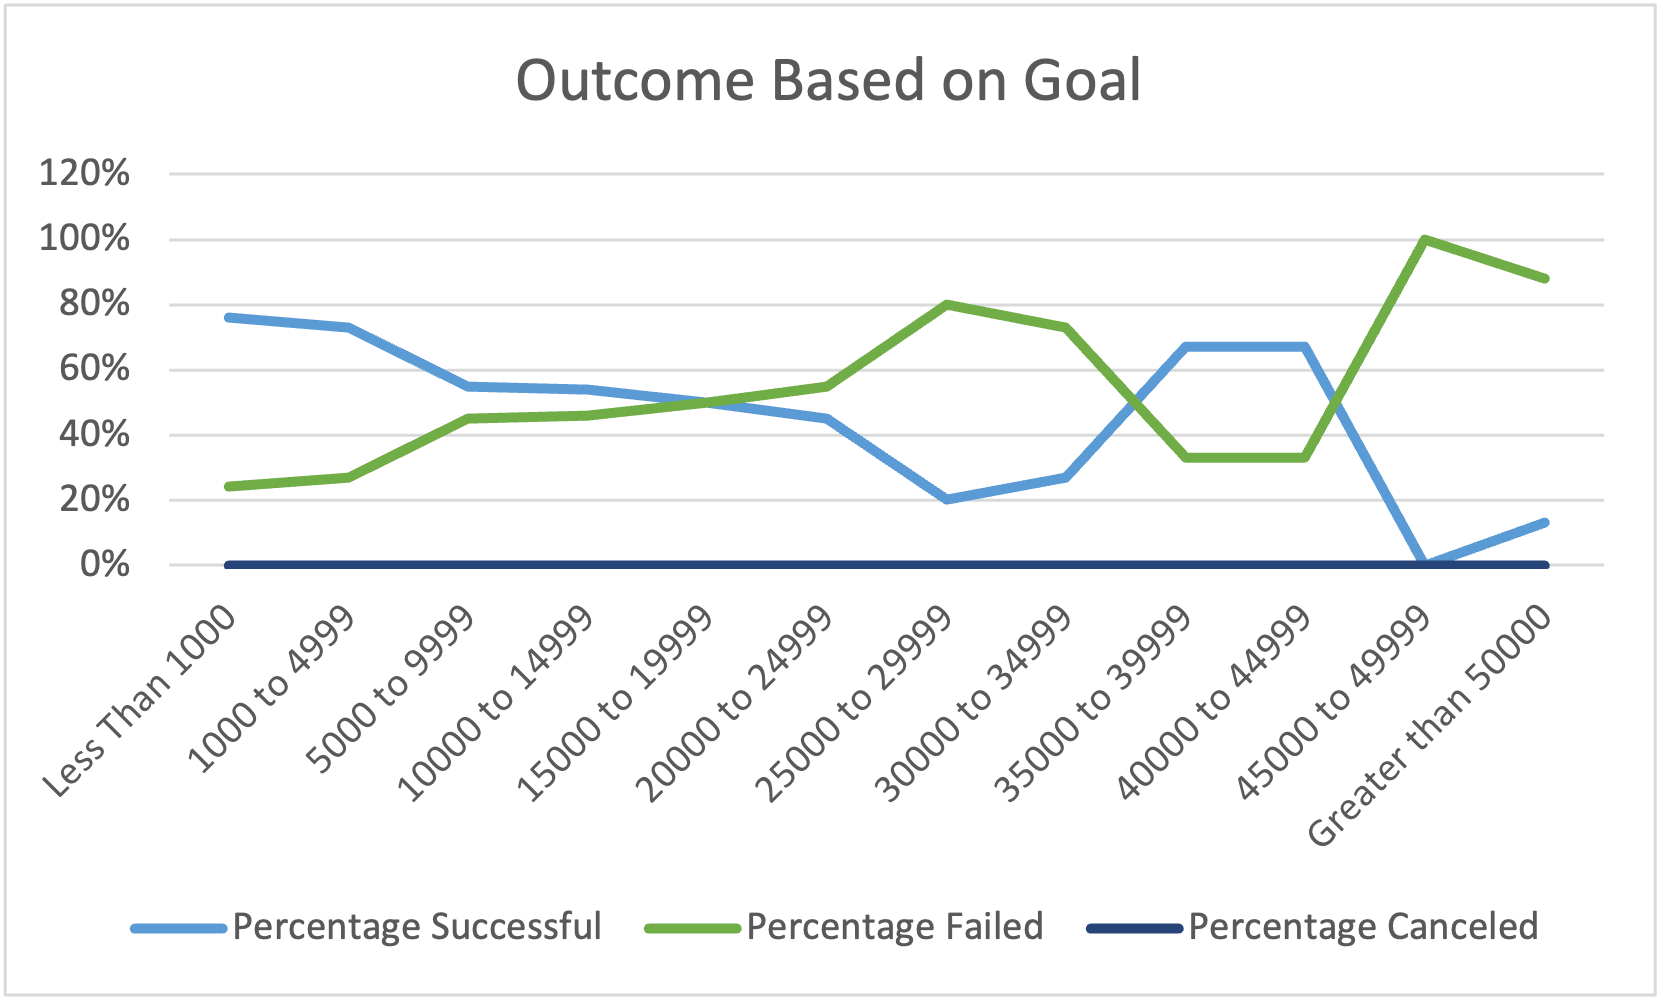 Outcome Based on Goal
120%
100%
80%
60%
40%
20%
0%
Less Than 1000
1000 to 4999
5000 to 9999
10000 to 14999
15000 to 19999
20000 to 24999
25000 to 29999
30000 to 34999
35000 to 39999
40000 to 44999
45000 to 49999
Greater than 50000
Percentage Successful
Percentage Failed
Percentage Canceled